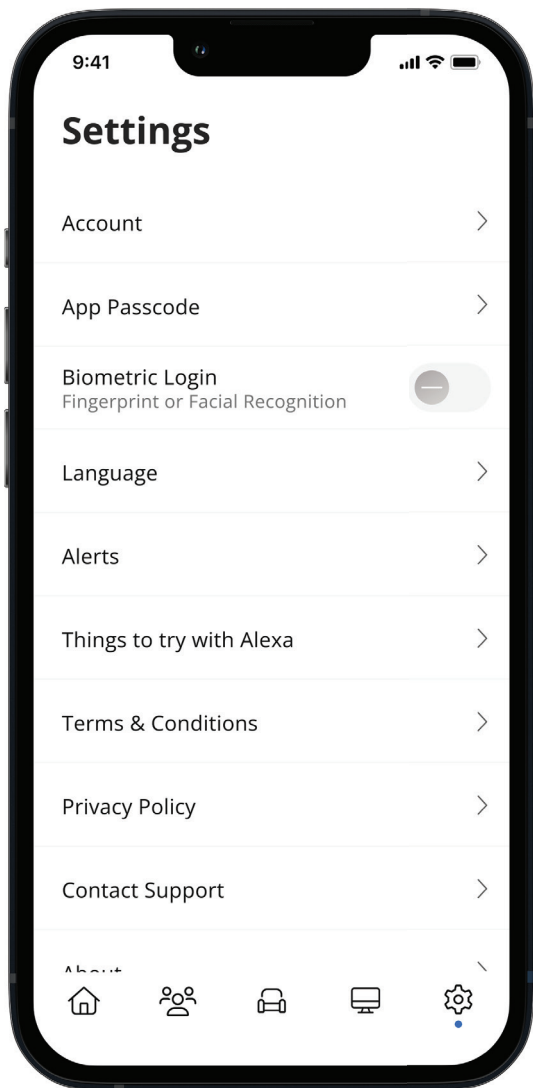 9:41
Settings
Account
App Passcode
Biometric Login
Fingerprint or Facial Recognition
Language
Alerts
Things to try with Alexa
Terms & Conditions
Privacy Policy
Contact Support
About